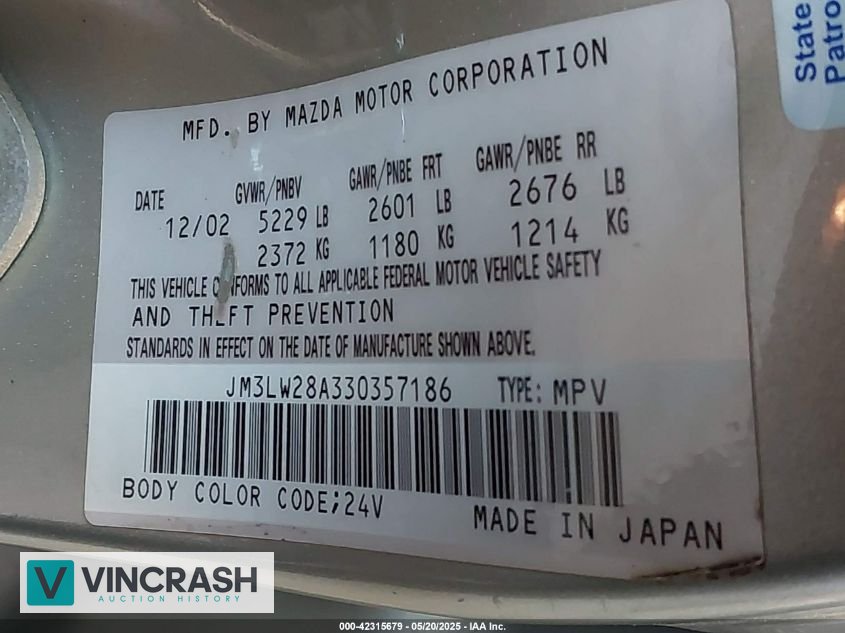 State
Patro
MFD. BY MAZDA MOTOR CORPORATION
DATE GVWR/PNBV GAWR/PNBE FRT GAWR/PNBE RR
12/02 5229 LB 2601 LB 2676 LB
2372 KG 1180 KG 1214 KG
THIS VEHICLE CONFORMS TO ALL APPLICABLE FEDERAL MOTOR VEHICLE SAFETY
AND THEFT PREVENTION
STANDARDS IN EFFECT ON THE DATE OF MANUFACTURE SHOWN ABOVE.
JM3LW28A330357186 TYPE: MPV
BODY COLOR CODE;24V
MADE IN JAPAN
V VINCRASH
AUCTION HISTORY
000-42315679 - 05/20/2025 - IAA Inc.